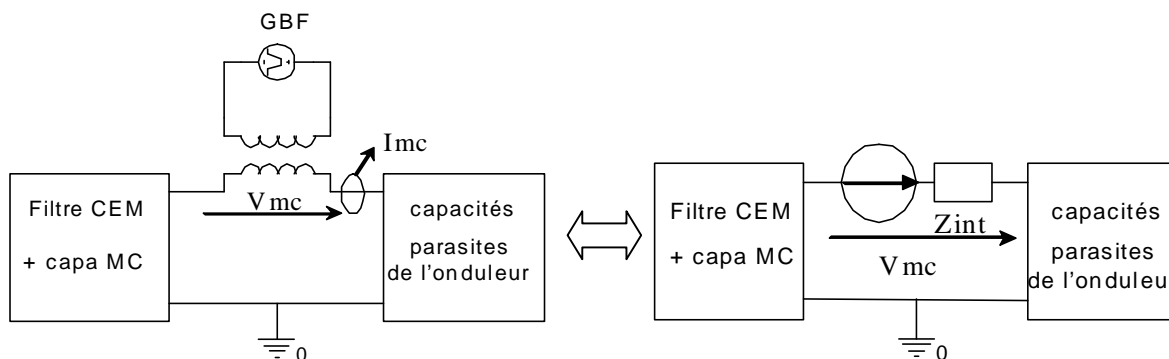 GBF
Imc
Vmc
Filtre CEM
+ capa MC
capacités
parasites
de l'onduleur
0
Filtre CEM
+ capa MC
Zint
Vmc
capacités
parasites
de l'onduleur
0